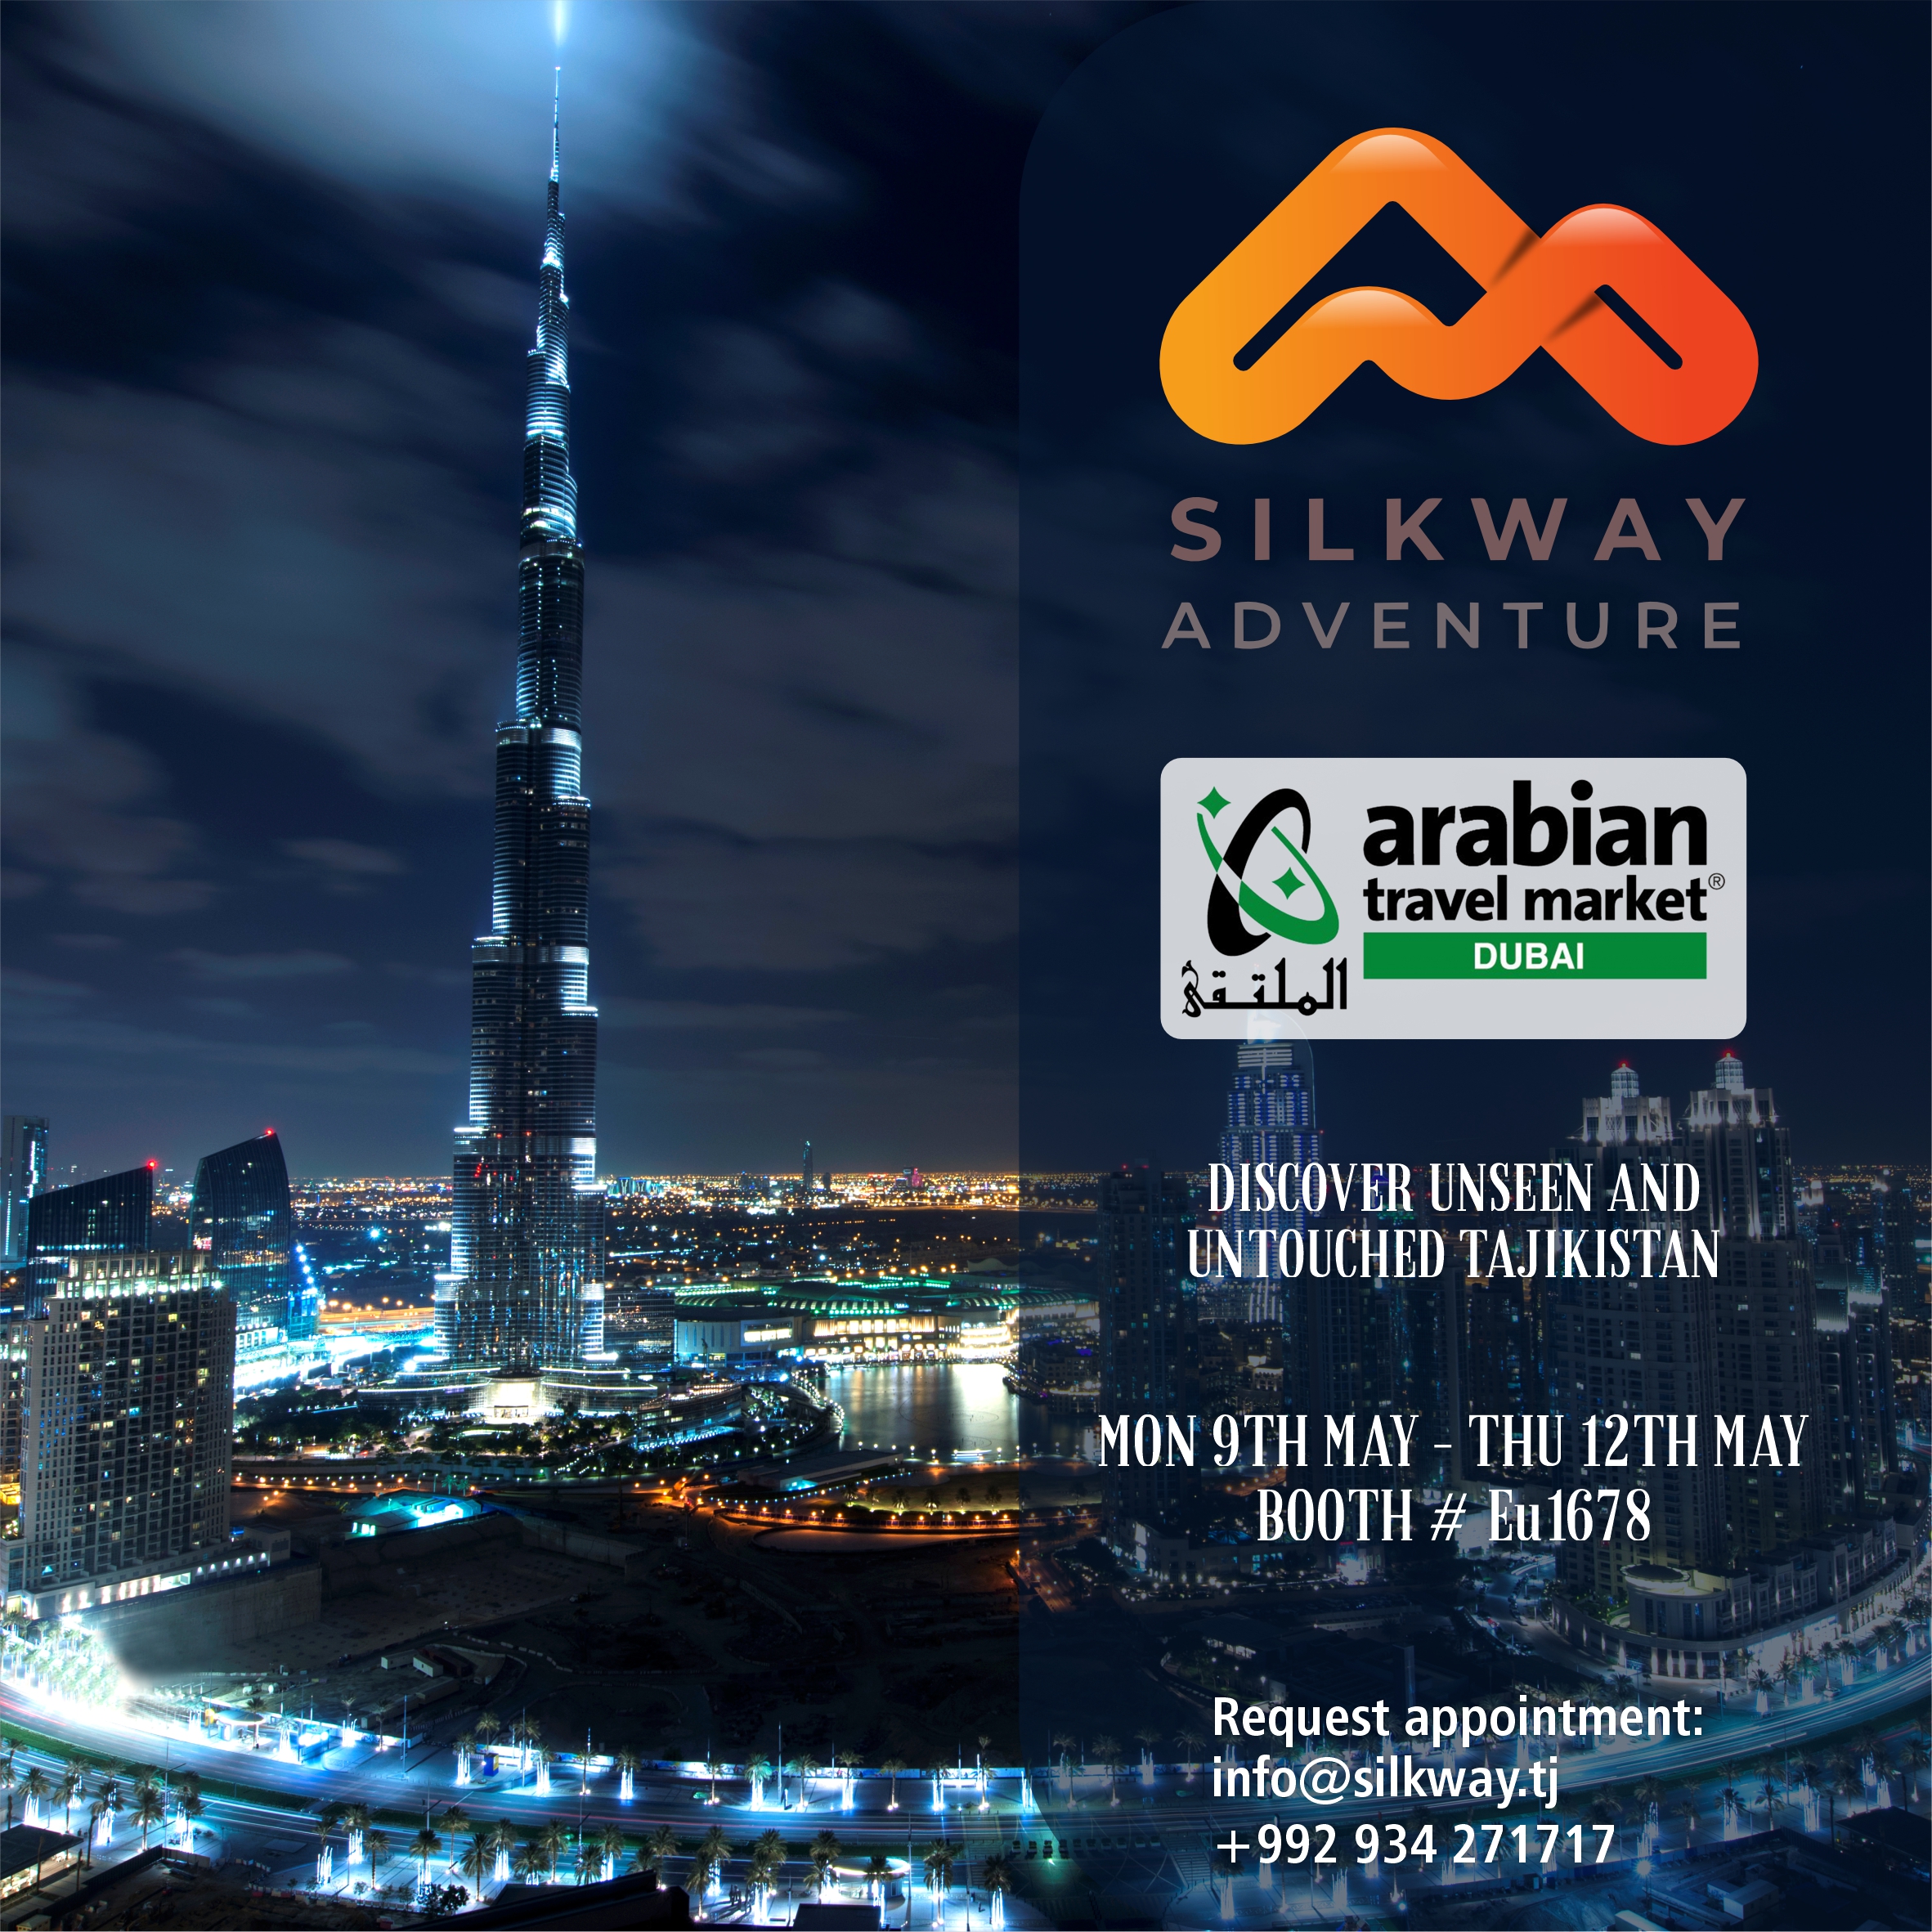 SILKWAY
ADVENTURE
arabian
travel market®
DUBAI
الملتقى
DISCOVER UNSEEN AND
UNTOUCHED TAJIKISTAN
MON 9TH MAY - THU 12TH MAY
BOOTH # Eu1678
Request appointment:
info@silkway.tj
+992 934 271717